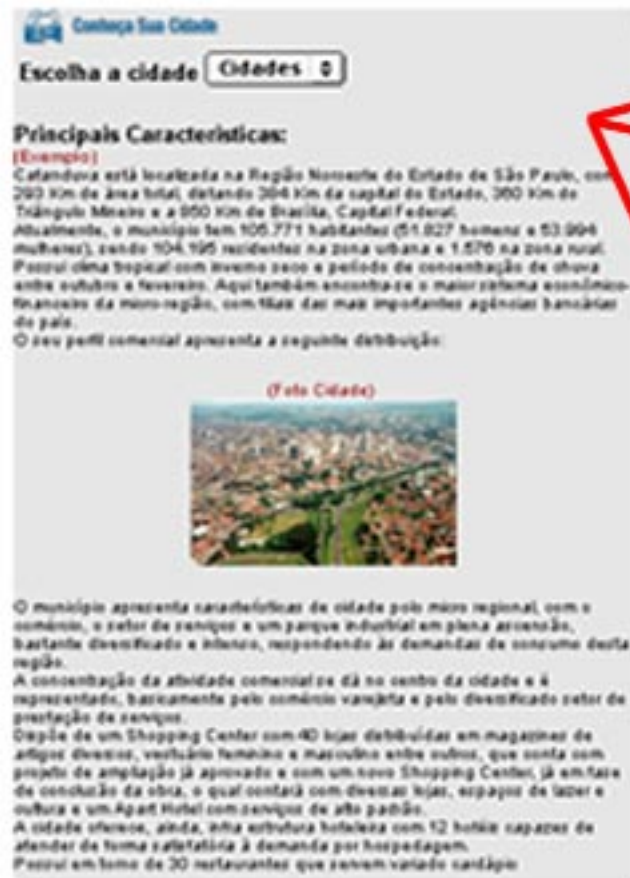 Conheça Sua Cidade
Escolha a cidade Cidades
Principais Caracteristicas:
(Exemplo)
Catanduva está localizada na Região Noroeste do Estado de São Paulo, com
293 Km de área total, distando 384 Km da capital do Estado, 360 Km do
Triângulo Mineiro e a 850 Km de Brasília, Capital Federal.
Atualmente, o município tem 105.771 habitantes (51.827 homens e 53.994
mulheres), sendo 104.195 residentes na zona urbana e 1.576 na zona rural.
Possui clima tropical com inverno seco e período de concentração de chuva
entre outubro e fevereiro. Aqui também encontra-se o maior sistema econômico-
financeiro da micro-região, com filiais das mais importantes agências bancárias
do país.
O seu perfil comercial apresenta a seguinte distribuição:
(Foto Cidade)
O município apresenta características de cidade polo micro regional, com o
comércio, o setor de serviços e um parque industrial em plena ascensão,
bastante diversificado e intenso, respondendo às demandas de consumo desta
região.
A concentração da atividade comercial se dá no centro da cidade e é
representado, basicamente pelo comércio varejista e pelo diversificado setor de
prestação de serviços.
Dispõe de um Shopping Center com 40 lojas distribuídas em magazines de
artigos diversos, vestuário feminino e masculino entre outros, que conta com
projeto de ampliação já aprovado e com um novo Shopping Center, já em fase
de conclusão da obra, o qual contará com diversas lojas, espaços de lazer e
cultura e um Apart Hotel com serviços de alto padrão.
A cidade oferece, ainda, infra estrutura hoteleira com 12 hotéis capazes de
atender de forma satisfatória à demanda por hospedagem.
Possui em torno de 30 restaurantes que servem variado cardápio